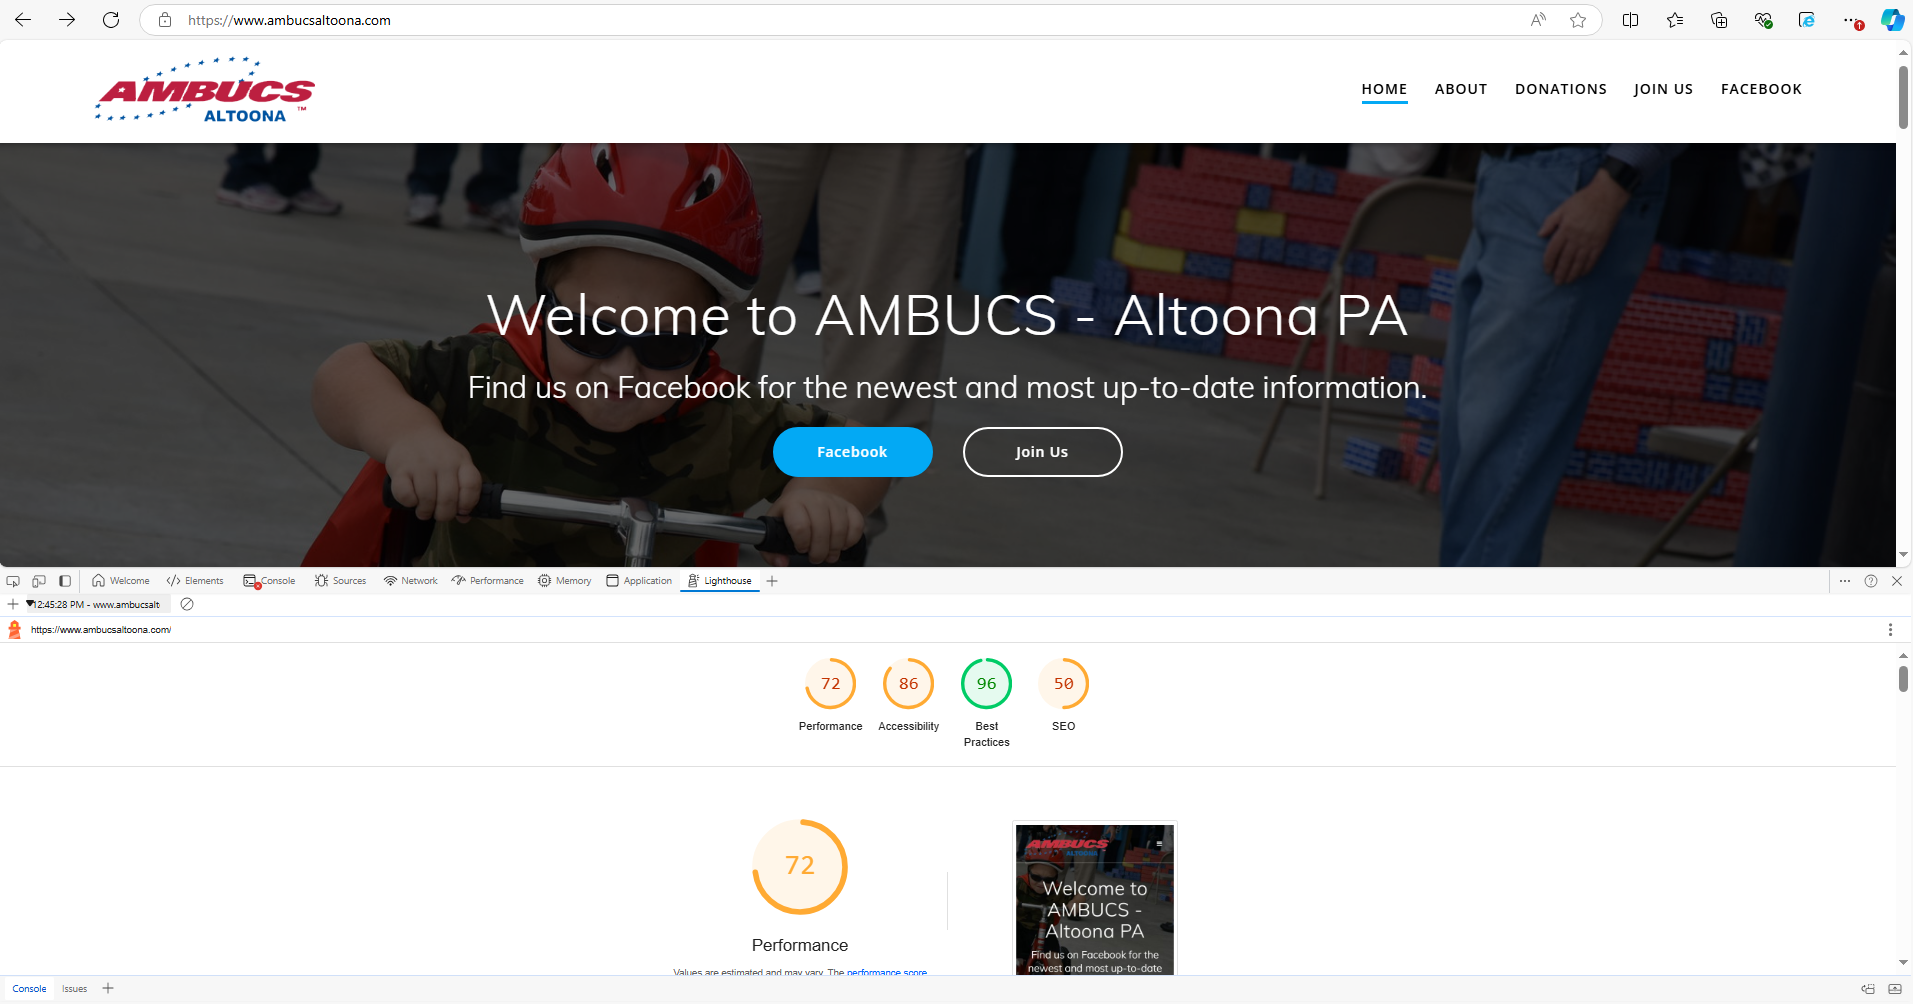 https://www.ambucsaltoona.com
AMBUCS
ALTOONA
™
HOME ABOUT DONATIONS JOIN US FACEBOOK
Welcome to AMBUCS - Altoona PA
Find us on Facebook for the newest and most up-to-date information.
Facebook Join Us
Welcome Elements Console Sources Network Performance Memory Application Lighthouse
12:45:28 PM - www.ambucsalt
https://www.ambucsaltoona.com/
72 86 96 50
Performance Accessibility Best Practices SEO
72
Performance
Values are estimated and may vary. The performance score
AMBUCS
ALTOONA
Welcome to
AMBUCS -
Altoona PA
Find us on Facebook for the
newest and most up-to-date
Console Issues